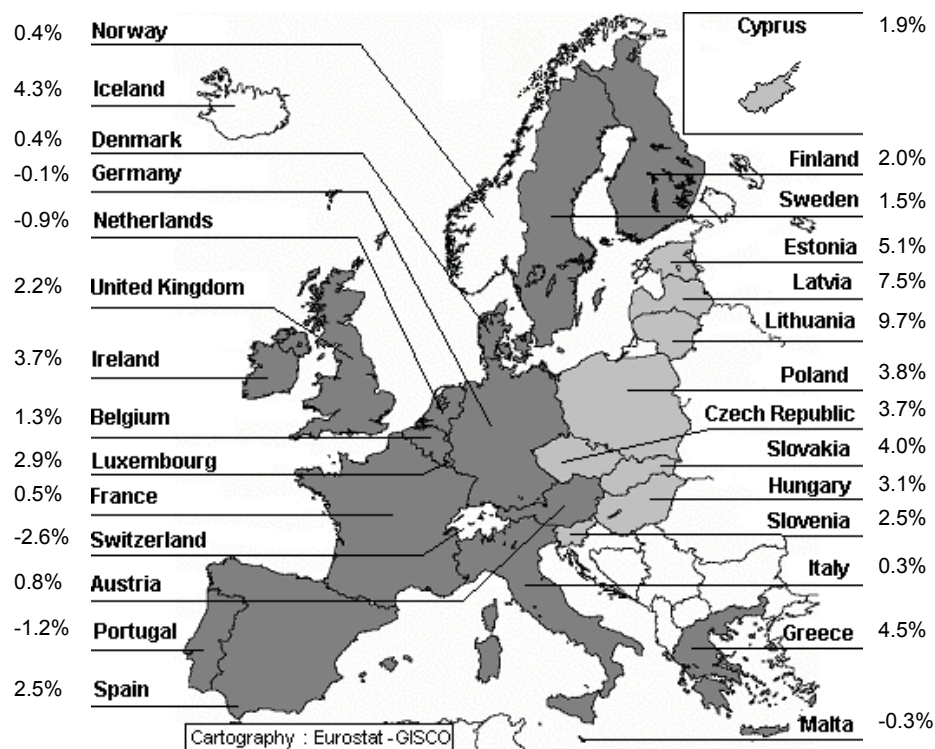 0.4% Norway
4.3% Iceland
0.4% Denmark
-0.1% Germany
-0.9% Netherlands
2.2% United Kingdom
3.7% Ireland
1.3% Belgium
2.9% Luxembourg
0.5% France
-2.6% Switzerland
0.8% Austria
-1.2% Portugal
2.5% Spain
Cyprus 1.9%
Finland 2.0%
Sweden 1.5%
Estonia 5.1%
Latvia 7.5%
Lithuania 9.7%
Poland 3.8%
Czech Republic 3.7%
Slovakia 4.0%
Hungary 3.1%
Slovenia 2.5%
Italy 0.3%
Greece 4.5%
Malta -0.3%
Cartography : Eurostat - GISCO